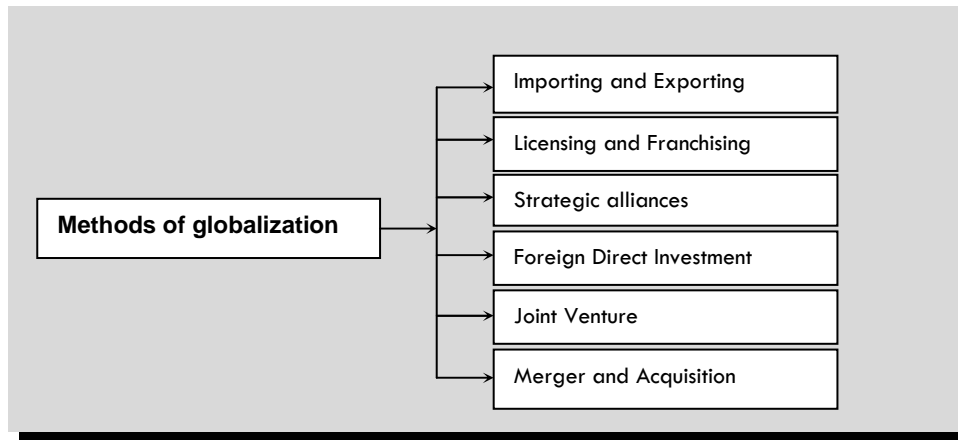 Methods of globalization
Importing and Exporting
Licensing and Franchising
Strategic alliances
Foreign Direct Investment
Joint Venture
Merger and Acquisition